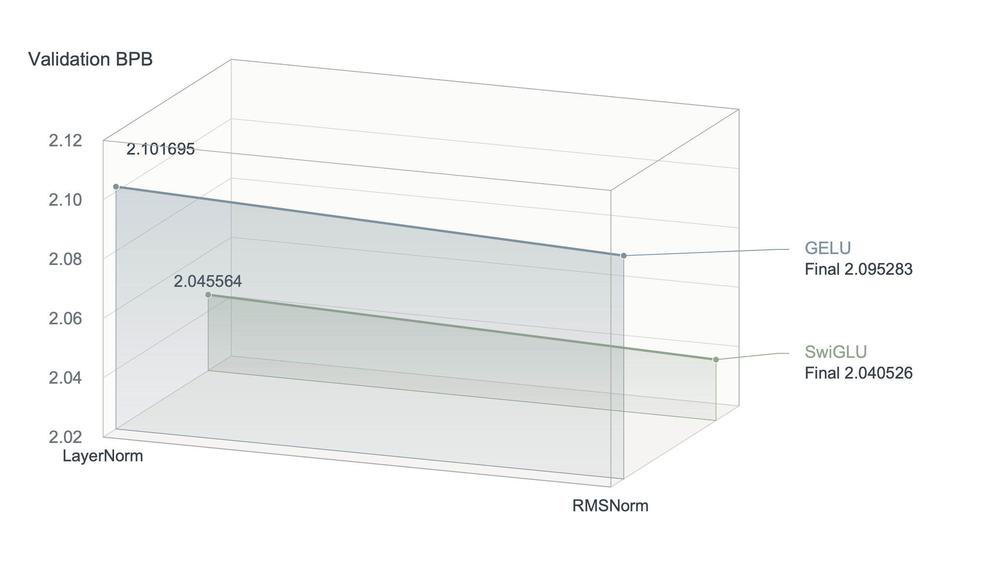 Validation BPB
2.12
2.101695
2.10
2.08
2.045564
2.06
2.04
2.02
LayerNorm
RMSNorm
GELU
Final 2.095283
SwiGLU
Final 2.040526